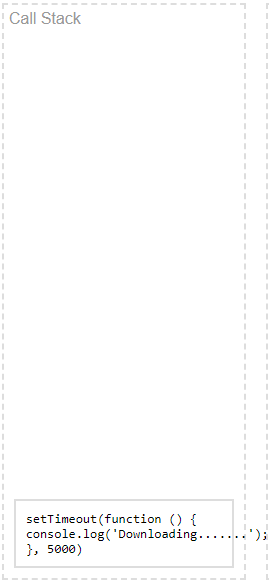 Call Stack
setTimeout(function () {
console.log('Downloading.......');
}, 5000)